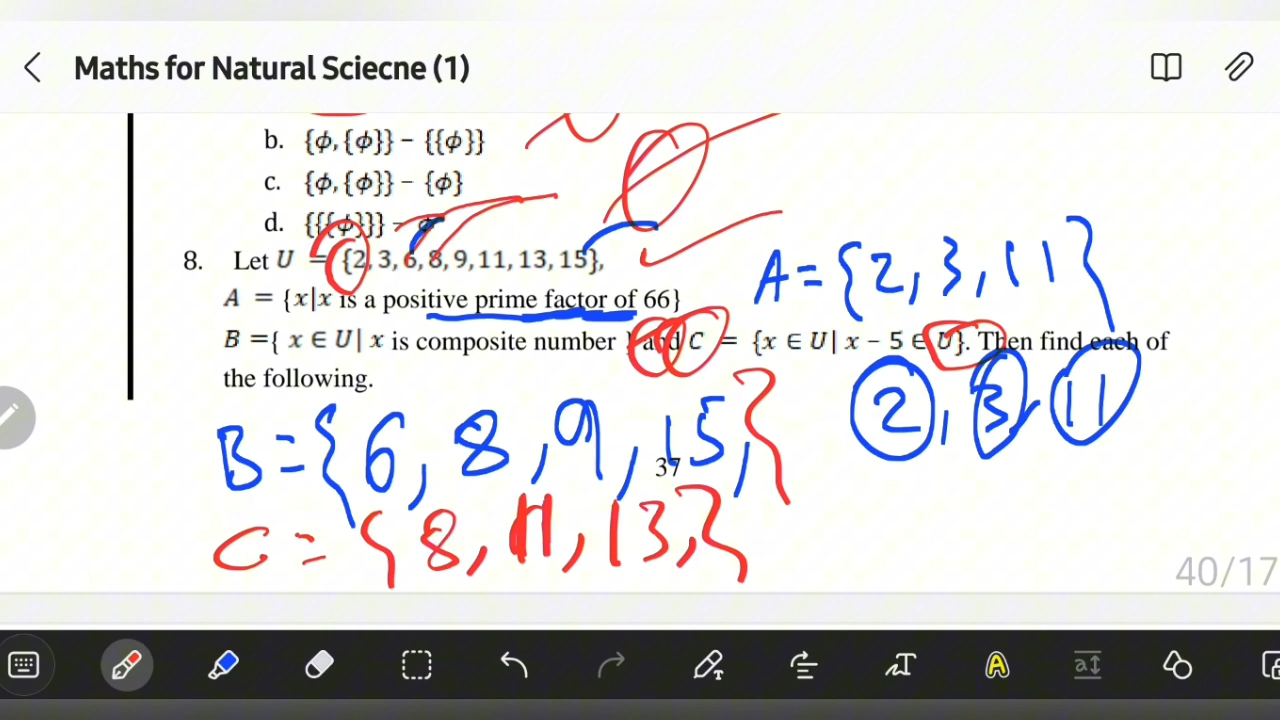 Maths for Natural Sciecne (1)
b. {ϕ, {ϕ}} − {{ϕ}}
c. {ϕ, {ϕ}} − {ϕ}
d. {{{ϕ}}} − ϕ
8. Let U = {2, 3, 6, 8, 9, 11, 13, 15},
A = {2, 3, 11}
A = {x|x is a positive prime factor of 66}
B ={ x ∈ U| x is composite number } and C = {x ∈ U| x − 5 ∈ U}. Then find each of
the following.
2, 3, 11
B = {6, 8, 9, 15, }
37
C = {8, 11, 13, }
40/17